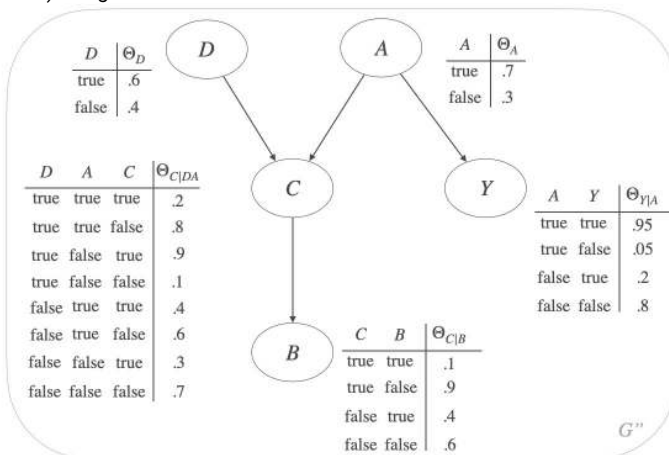 D Θ_D
true .6
false .4
D
A
A Θ_A
true .7
false .3
D A C Θ_{C|DA}
true true true .2
true true false .8
true false true .9
true false false .1
false true true .4
false true false .6
false false true .3
false false false .7
C
Y
A Y Θ_{Y|A}
true true .95
true false .05
false true .2
false false .8
B
C B Θ_{C|B}
true true .1
true false .9
false true .4
false false .6
G”